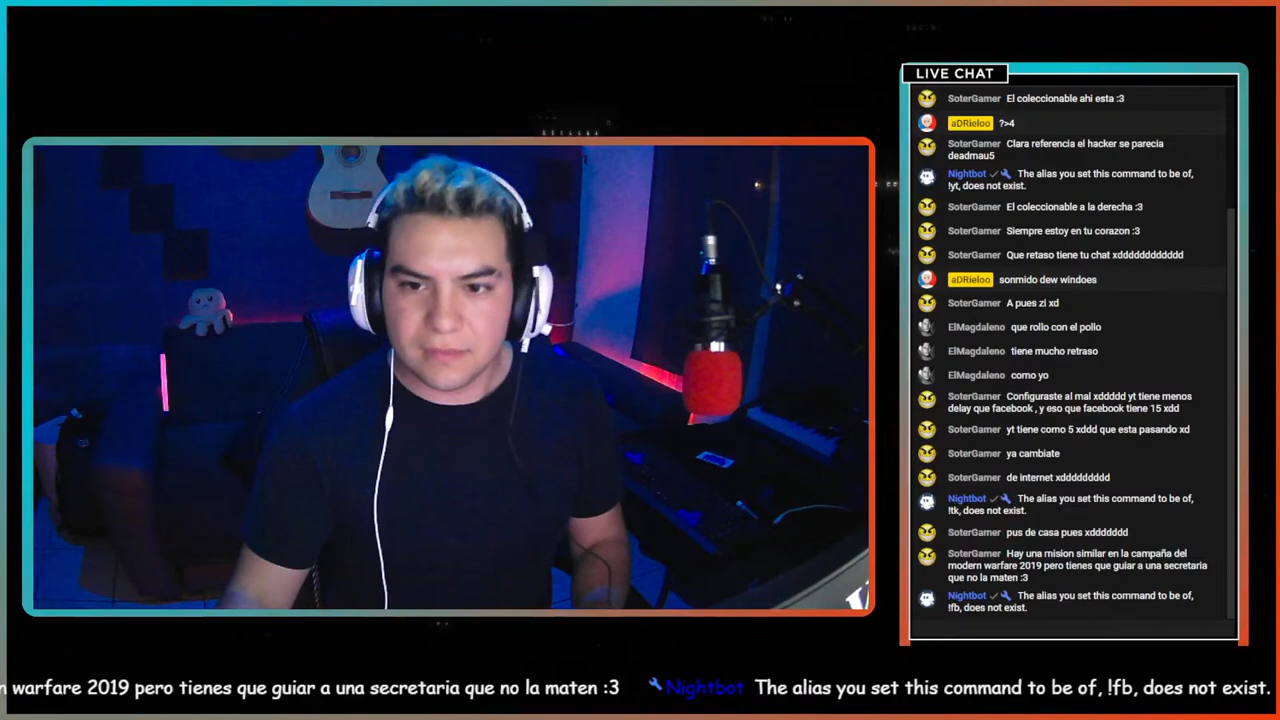 LIVE CHAT
SoterGamer El coleccionable ahi esta :3
aDRieloo ?>4
SoterGamer Clara referencia el hacker se parecia
deadmau5
Nightbot The alias you set this command to be of,
!yt, does not exist.
SoterGamer El coleccionable a la derecha :3
SoterGamer Siempre estoy en tu corazon :3
SoterGamer Que retaso tiene tu chat xdddddddddddd
aDRieloo sonmido dew windoes
SoterGamer A pues zi xd
ElMagdaleno que rollo con el pollo
ElMagdaleno tiene mucho retraso
ElMagdaleno como yo
SoterGamer Configuraste al mal xddddd yt tiene menos
delay que facebook , y eso que facebook tiene 15 xdd
SoterGamer yt tiene como 5 xddd que esta pasando xd
SoterGamer ya cambiate
SoterGamer de internet xddddddddd
Nightbot The alias you set this command to be of,
!tk, does not exist.
SoterGamer pus de casa pues xddddddd
SoterGamer Hay una mision similar en la campaña del
modern warfare 2019 pero tienes que guiar a una secretaria
que no la maten :3
Nightbot The alias you set this command to be of,
!fb, does not exist.
n warfare 2019 pero tienes que guiar a una secretaria que no la maten :3 Nightbot The alias you set this command to be of, !fb, does not exist.